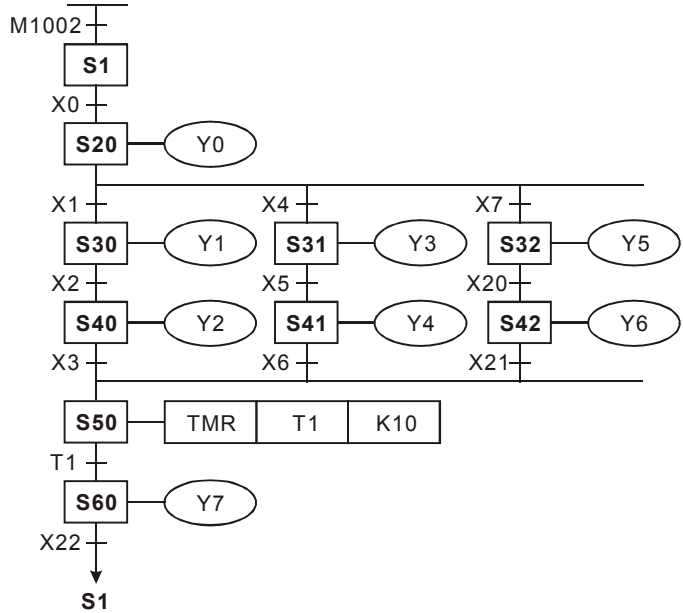 M1002
S1
X0
S20 Y0
X1 X4 X7
S30 Y1 S31 Y3 S32 Y5
X2 X5 X20
S40 Y2 S41 Y4 S42 Y6
X3 X6 X21
S50 TMR T1 K10
T1
S60 Y7
X22
S1